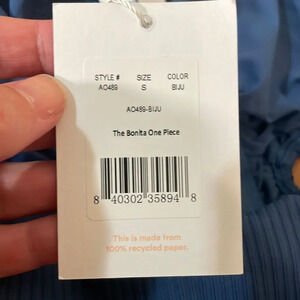 STYLE # SIZE COLOR
AO489 S BIJU
AO489-BIJU
The Bonita One Piece
8 40302 35894 8
This is made from
100% recycled paper.